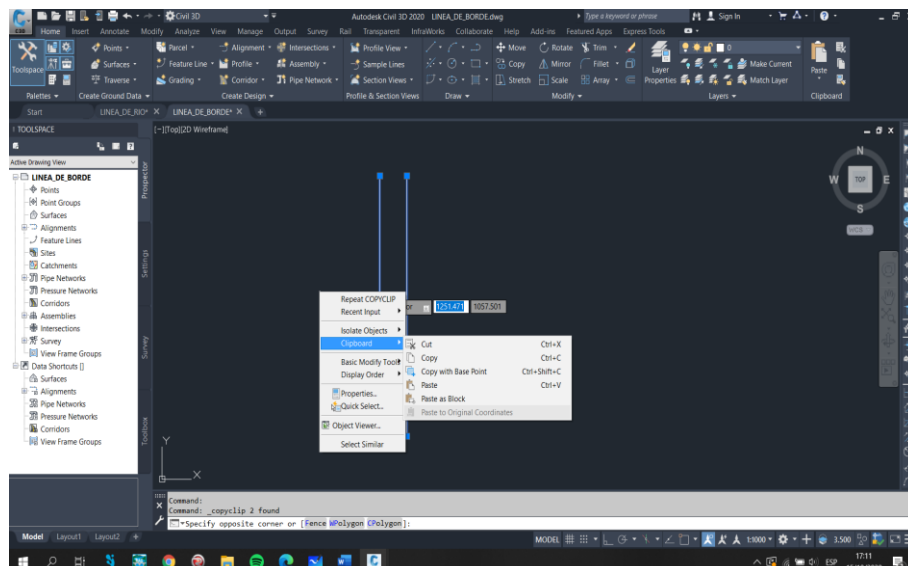 Civil 3D
Autodesk Civil 3D 2020 LINEA_DE_BORDE.dwg
Type a keyword or phrase
Sign In
Home Insert Annotate Modify Analyze View Manage Output Survey Rail Transparent InfraWorks Collaborate Help Add-ins Featured Apps Express Tools
Toolspace
Points
Surfaces
Traverse
Parcel
Feature Line
Grading
Alignment
Profile
Corridor
Intersections
Assembly
Pipe Network
Profile View
Sample Lines
Section Views
Move
Copy
Stretch
Rotate
Mirror
Scale
Trim
Fillet
Array
Layer
Properties
0
Make Current
Match Layer
Paste
Palettes Create Ground Data Create Design Profile & Section Views Draw Modify Layers Clipboard
Start LINEA_DE_RIO* LINEA_DE_BORDE*
TOOLSPACE
[−][Top][2D Wireframe]
Active Drawing View
LINEA_DE_BORDE
Points
Point Groups
Surfaces
Alignments
Feature Lines
Sites
Catchments
Pipe Networks
Pressure Networks
Corridors
Assemblies
Intersections
Survey
View Frame Groups
Data Shortcuts []
Surfaces
Alignments
Pipe Networks
Pressure Networks
Corridors
View Frame Groups
Prospector
Settings
Survey
Toolbox
N
W TOP E
S
WCS
Repeat COPYCLIP
Recent Input
Isolate Objects
Clipboard
Basic Modify Tools
Display Order
Properties...
Quick Select...
Object Viewer...
Select Similar
or 1251.471 1057.501
Cut Ctrl+X
Copy Ctrl+C
Copy with Base Point Ctrl+Shift+C
Paste Ctrl+V
Paste as Block
Paste to Original Coordinates
Y
X
Command:
Command: _copyclip 2 found
Specify opposite corner or [Fence WPolygon CPolygon]:
Model Layout1 Layout2 +
MODEL 1:1000 3.500
ESP 17:11